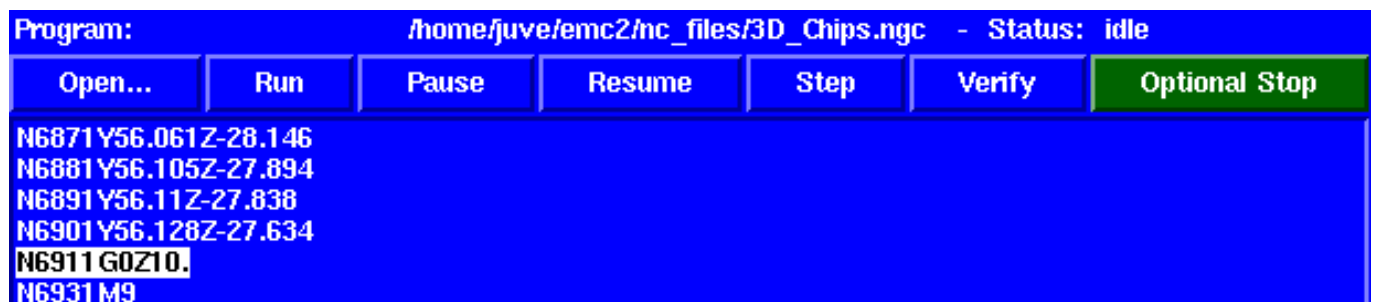 Program: /home/juve/emc2/nc_files/3D_Chips.ngc - Status: idle
Open... Run Pause Resume Step Verify Optional Stop
N6871Y56.061Z-28.146
N6881Y56.105Z-27.894
N6891Y56.11Z-27.838
N6901Y56.128Z-27.634
N6911G0Z10.
N6931M9